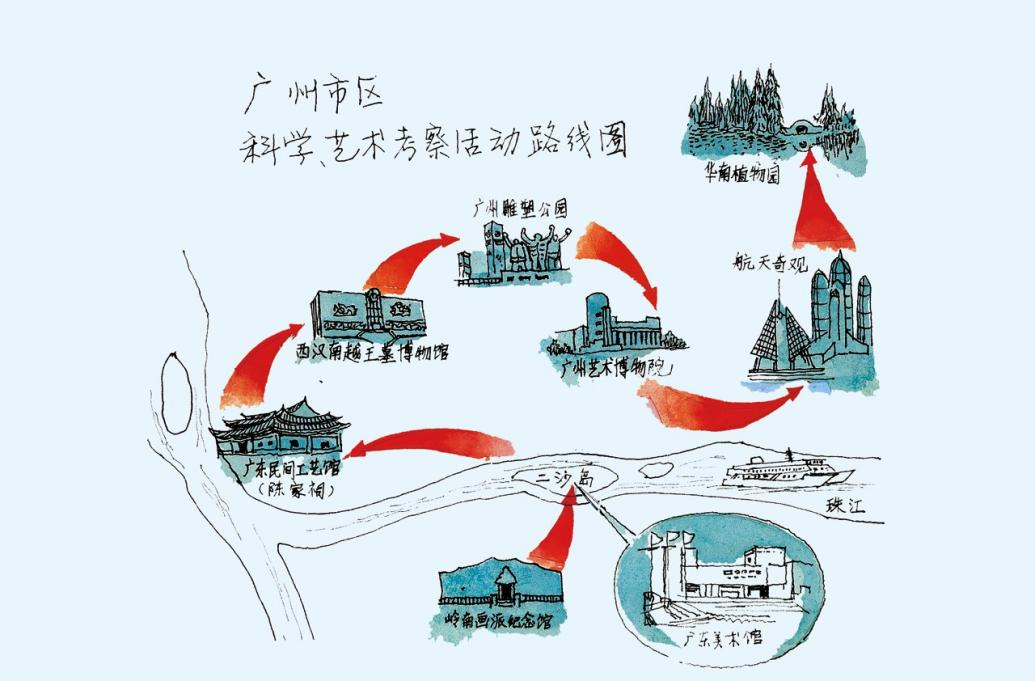 广州市区
科学、艺术考察活动路线图
华南植物园
广州雕塑公园
航天奇观
西汉南越王墓博物馆
广州艺术博物院
广东民间工艺馆
（陈家祠）
二沙岛
珠江
岭南画派纪念馆
广东美术馆